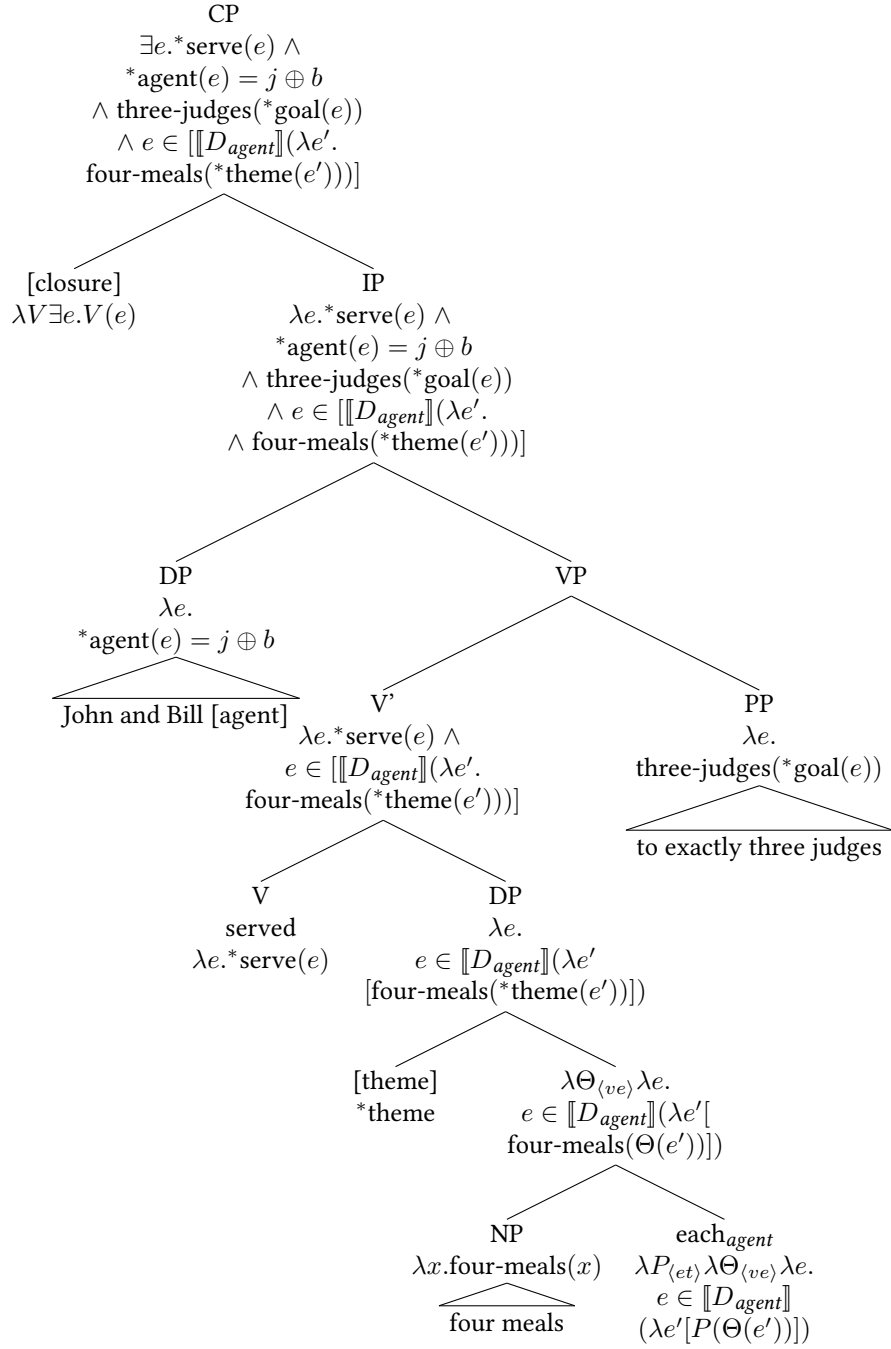 CP
∃e.*serve(e) ∧
*agent(e) = j ⊕ b
∧ three-judges(*goal(e))
∧ e ∈ [⟦D_agent⟧(λe′.
four-meals(*theme(e′)))]
[closure]
λV∃e.V(e)
IP
λe.*serve(e) ∧
*agent(e) = j ⊕ b
∧ three-judges(*goal(e))
∧ e ∈ [⟦D_agent⟧(λe′.
∧ four-meals(*theme(e′)))]
DP
λe.
*agent(e) = j ⊕ b
John and Bill [agent]
VP
V'
λe.*serve(e) ∧
e ∈ [⟦D_agent⟧(λe′.
four-meals(*theme(e′)))]
PP
λe.
three-judges(*goal(e))
to exactly three judges
V
served
λe.*serve(e)
DP
λe.
e ∈ ⟦D_agent⟧(λe′
[four-meals(*theme(e′))])
[theme]
*theme
λΘ⟨ve⟩λe.
e ∈ ⟦D_agent⟧(λe′[
four-meals(Θ(e′))])
NP
λx.four-meals(x)
four meals
each_agent
λP⟨et⟩λΘ⟨ve⟩λe.
e ∈ ⟦D_agent⟧
(λe′[P(Θ(e′))])